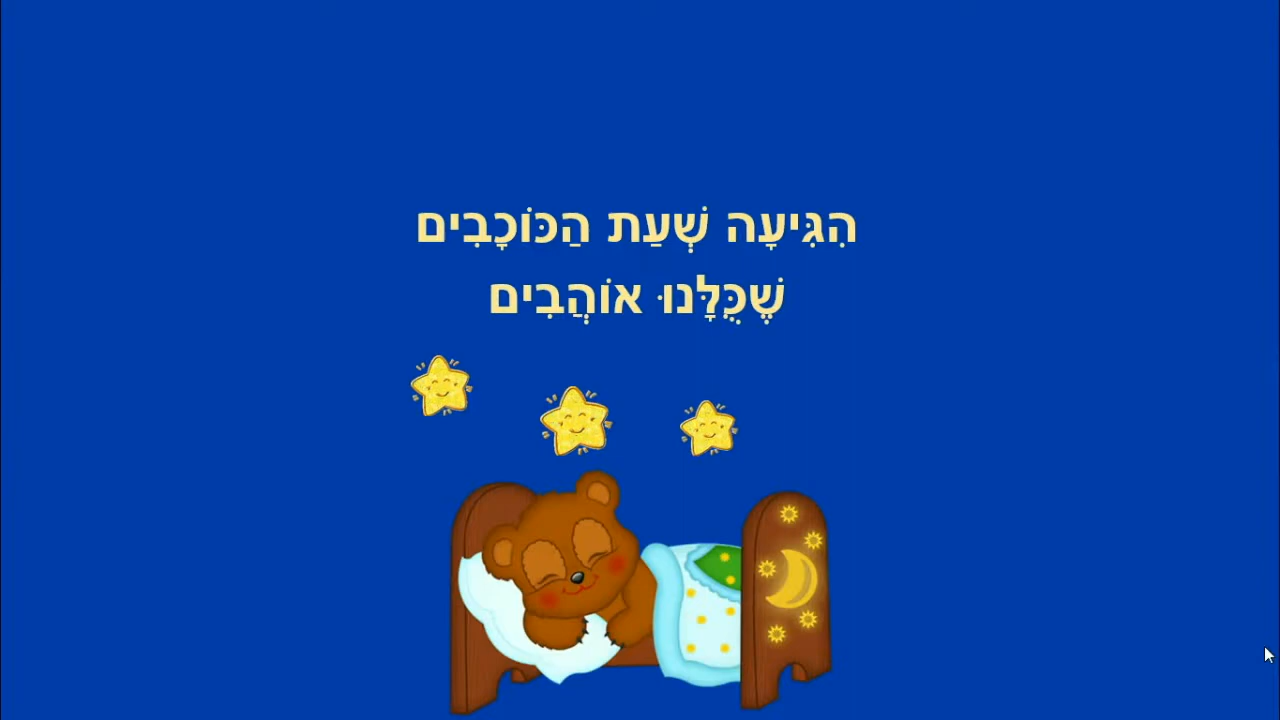 הִגִּיעָה שְׁעַת הַכּוֹכָבִים
שֶׁכֻּלָּנוּ אוֹהֲבִים